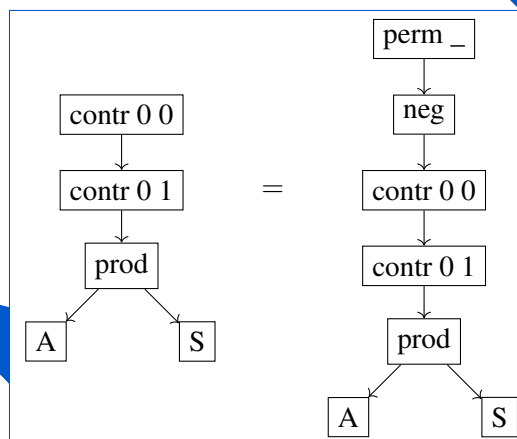 perm _
neg
contr 0 0
contr 0 1
prod
A S
=
contr 0 0
contr 0 1
prod
A S